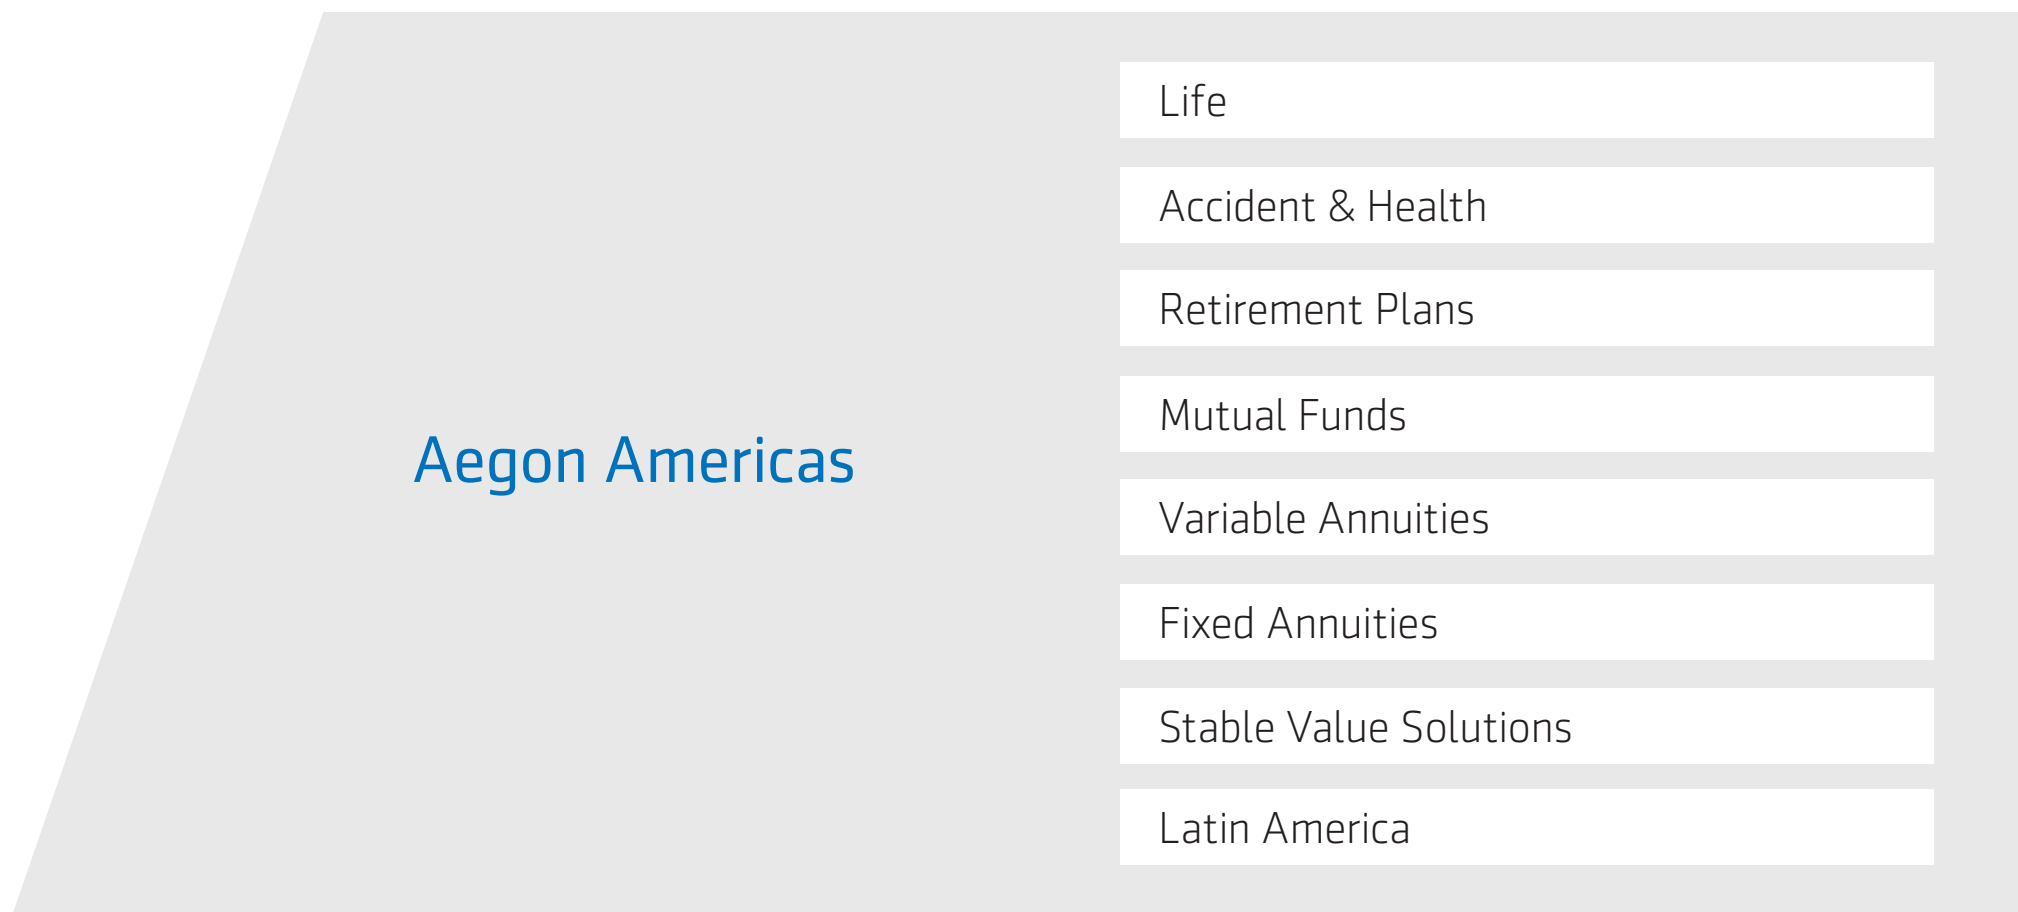 Aegon Americas
Life
Accident & Health
Retirement Plans
Mutual Funds
Variable Annuities
Fixed Annuities
Stable Value Solutions
Latin America